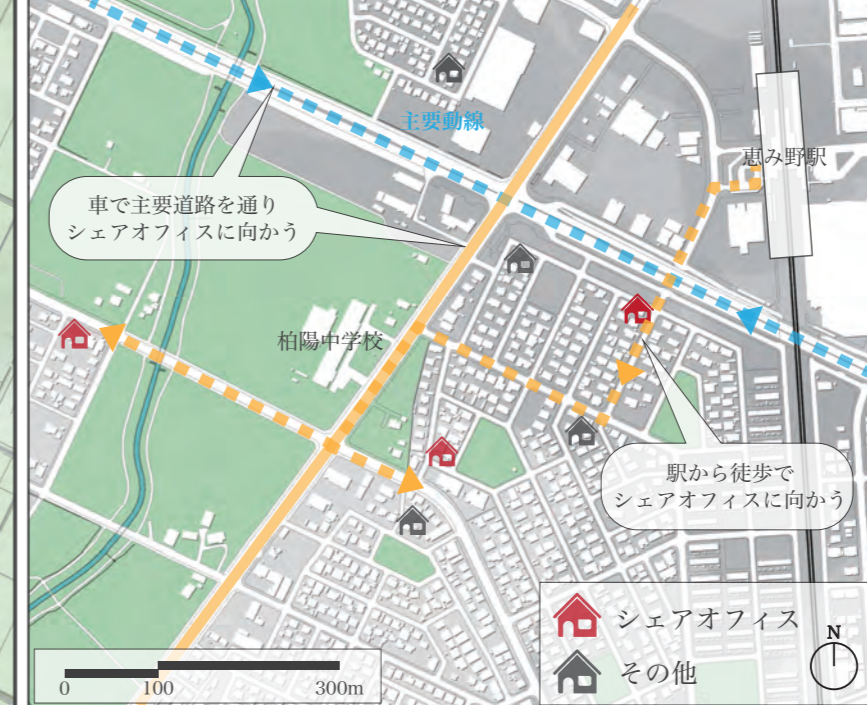 主要動線
恵み野駅
車で主要道路を通り
シェアオフィスに向かう
柏陽中学校
駅から徒歩で
シェアオフィスに向かう
シェアオフィス
その他
N
0 100 300m